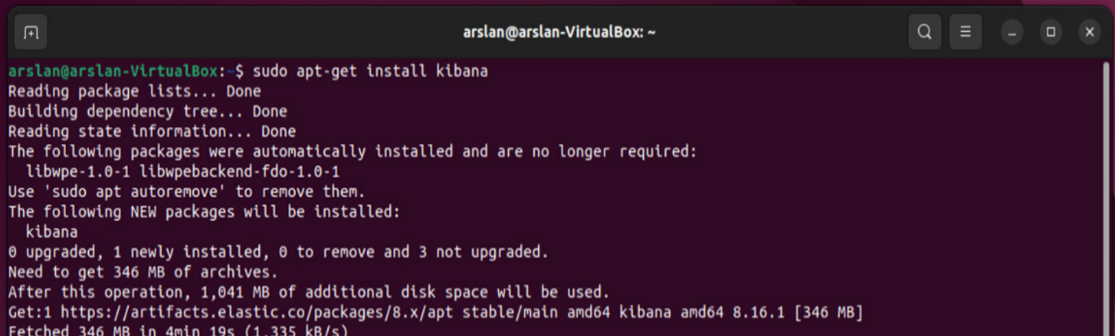 arslan@arslan-VirtualBox: ~
arslan@arslan-VirtualBox:~$ sudo apt-get install kibana
Reading package lists... Done
Building dependency tree... Done
Reading state information... Done
The following packages were automatically installed and are no longer required:
  libwpe-1.0-1 libwpebackend-fdo-1.0-1
Use 'sudo apt autoremove' to remove them.
The following NEW packages will be installed:
  kibana
0 upgraded, 1 newly installed, 0 to remove and 3 not upgraded.
Need to get 346 MB of archives.
After this operation, 1,041 MB of additional disk space will be used.
Get:1 https://artifacts.elastic.co/packages/8.x/apt stable/main amd64 kibana amd64 8.16.1 [346 MB]
Fetched 346 MB in 4min 19s (1,335 kB/s)